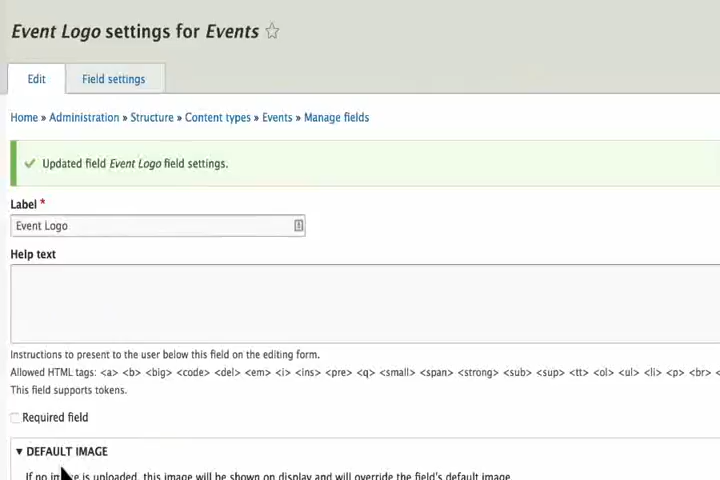 Event Logo settings for Events
Edit
Field settings
Home » Administration » Structure » Content types » Events » Manage fields
Updated field Event Logo field settings.
Label *
Event Logo
Help text
Instructions to present to the user below this field on the editing form.
Allowed HTML tags: <a> <b> <big> <code> <del> <em> <i> <ins> <pre> <q> <small> <span> <strong> <sub> <sup> <tt> <ol> <ul> <li> <p> <br> <
This field supports tokens.
Required field
▼ DEFAULT IMAGE
If no image is uploaded, this image will be shown on display and will override the field's default image.